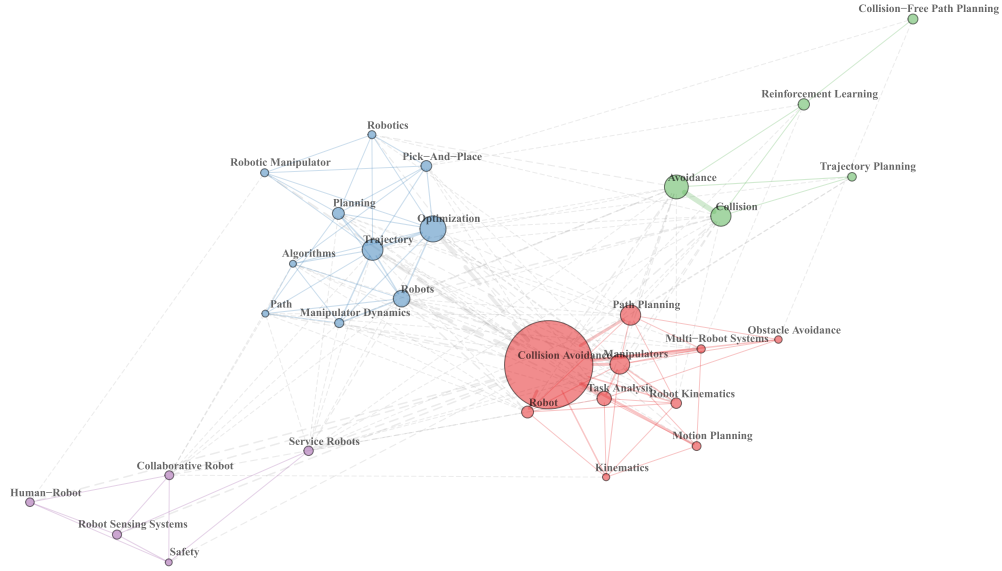 Collision−Free Path Planning
Reinforcement Learning
Robotics
Pick−And−Place
Robotic Manipulator
Trajectory Planning
Avoidance
Planning
Collision
Optimization
Trajectory
Algorithms
Robots
Path
Manipulator Dynamics
Path Planning
Obstacle Avoidance
Multi−Robot Systems
Collision Avoidance
Manipulators
Task Analysis
Robot Kinematics
Robot
Motion Planning
Service Robots
Collaborative Robot
Kinematics
Human−Robot
Robot Sensing Systems
Safety